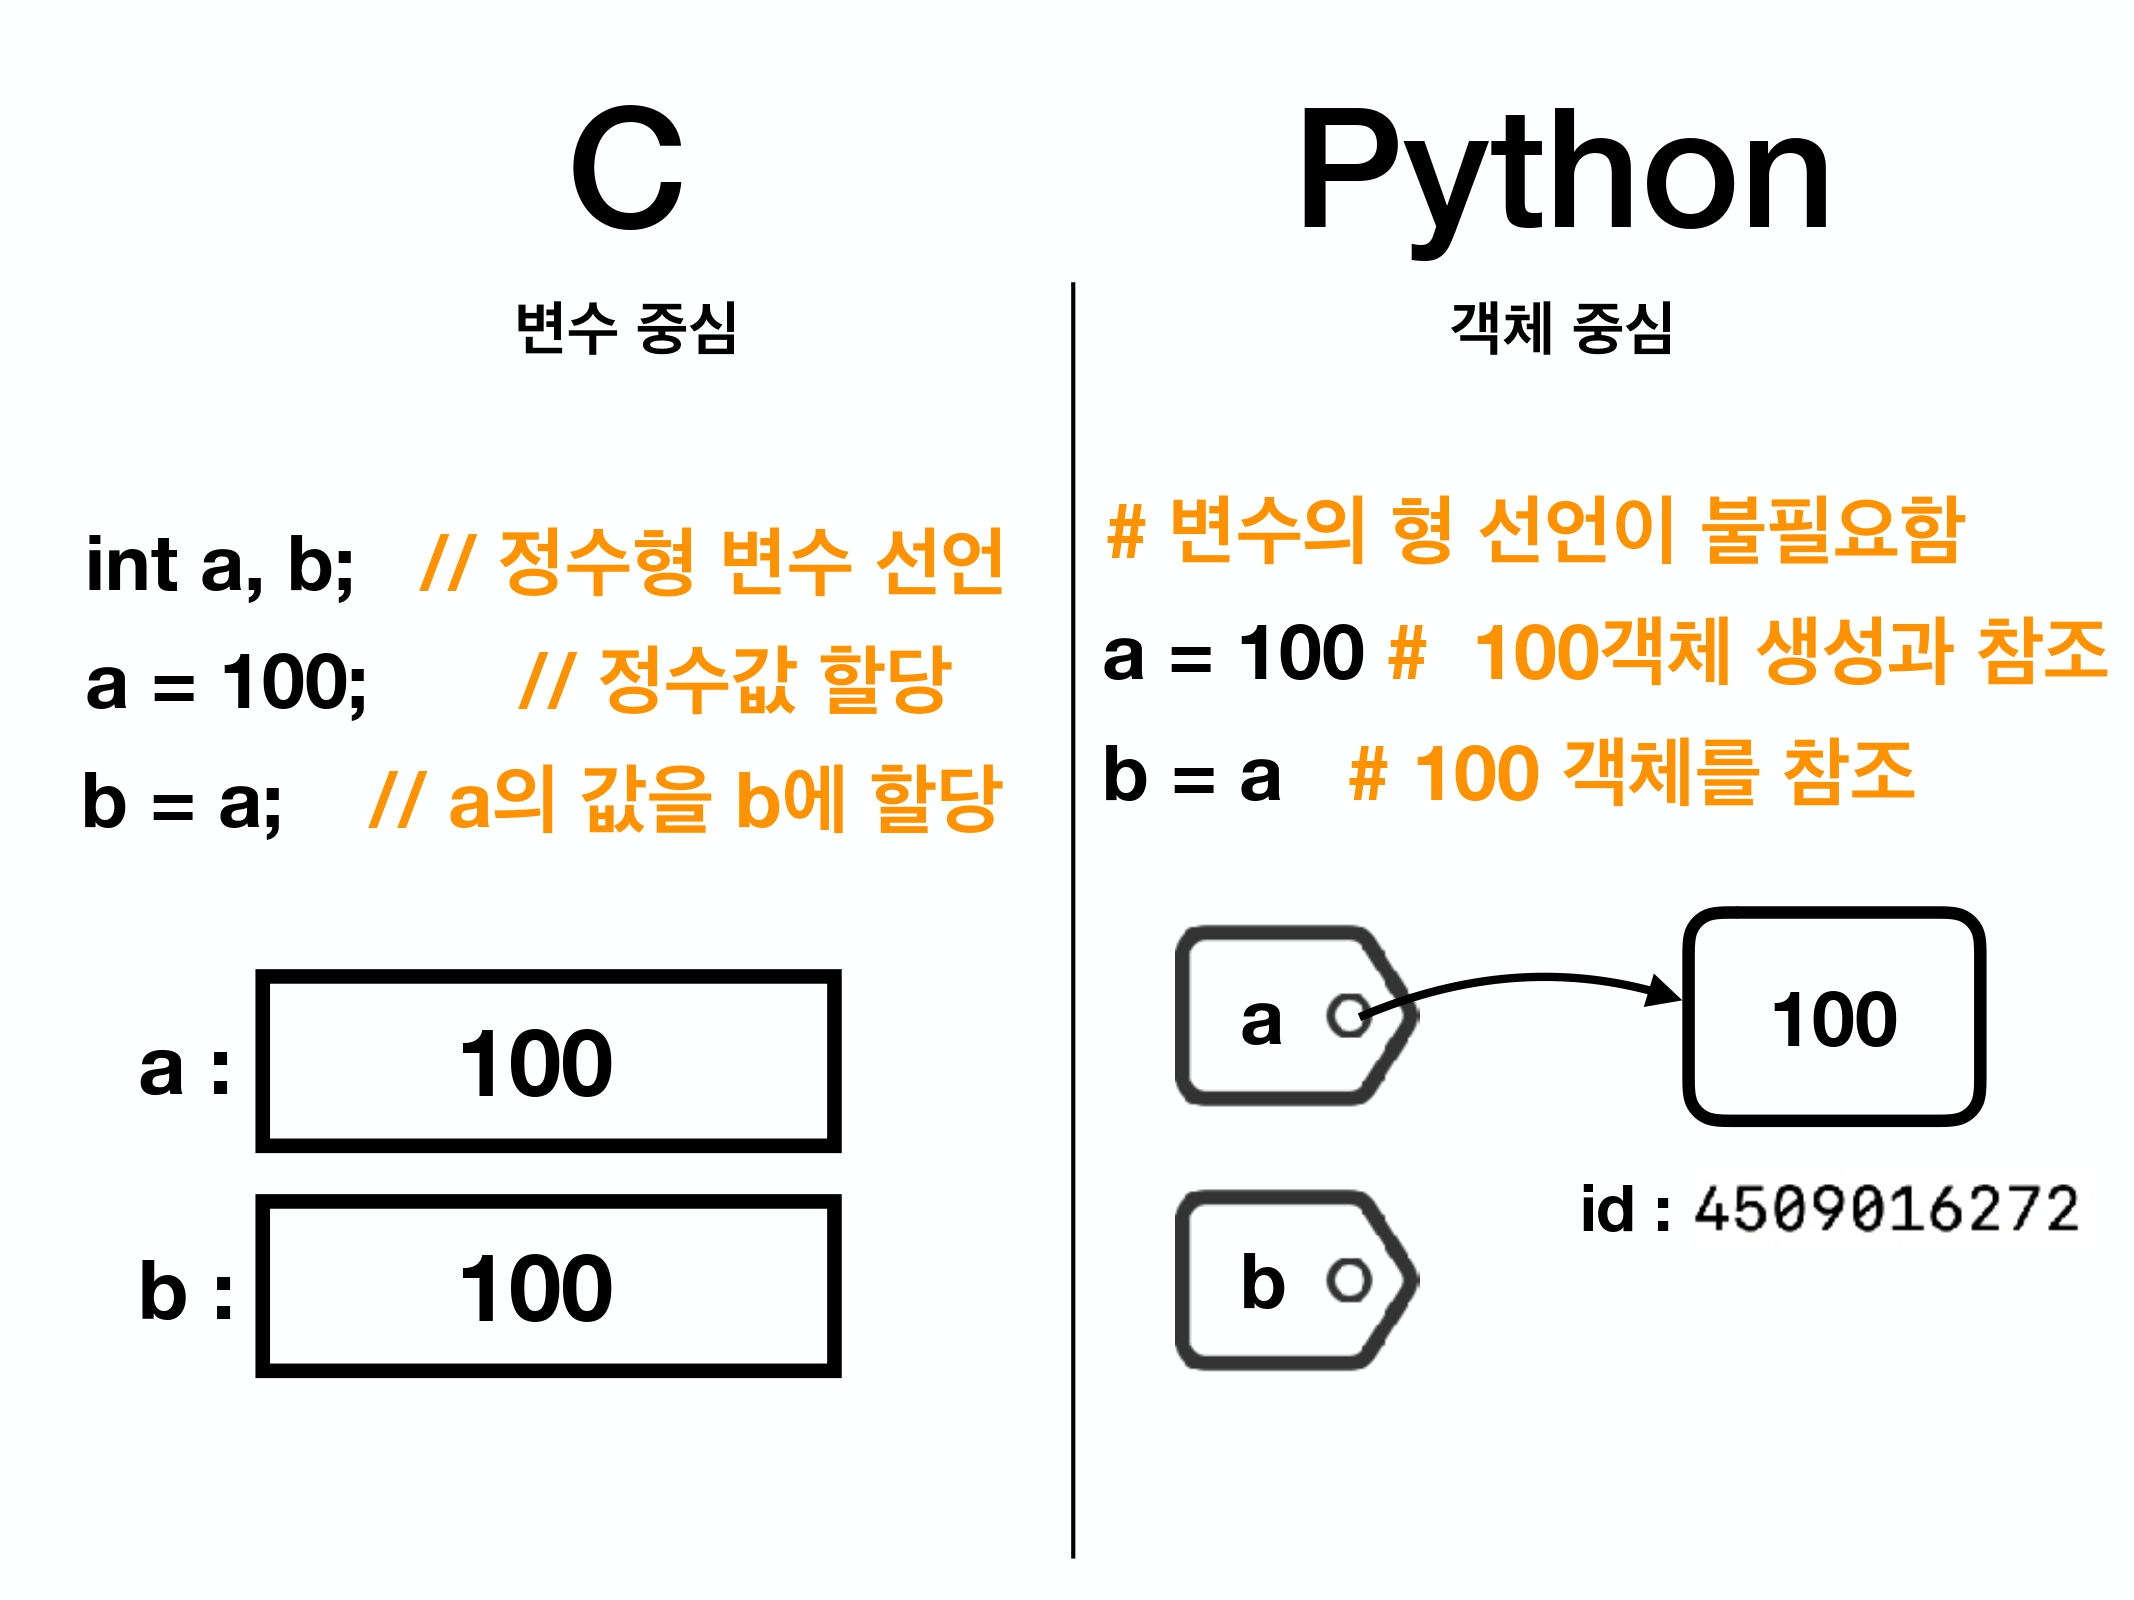 C
변수 중심
int a, b; // 정수형 변수 선언
a = 100; // 정수값 할당
b = a; // a의 값을 b에 할당
a : 100
b : 100
Python
객체 중심
# 변수의 형 선언이 불필요함
a = 100 # 100객체 생성과 참조
b = a # 100 객체를 참조
a
100
id : 4509016272
b